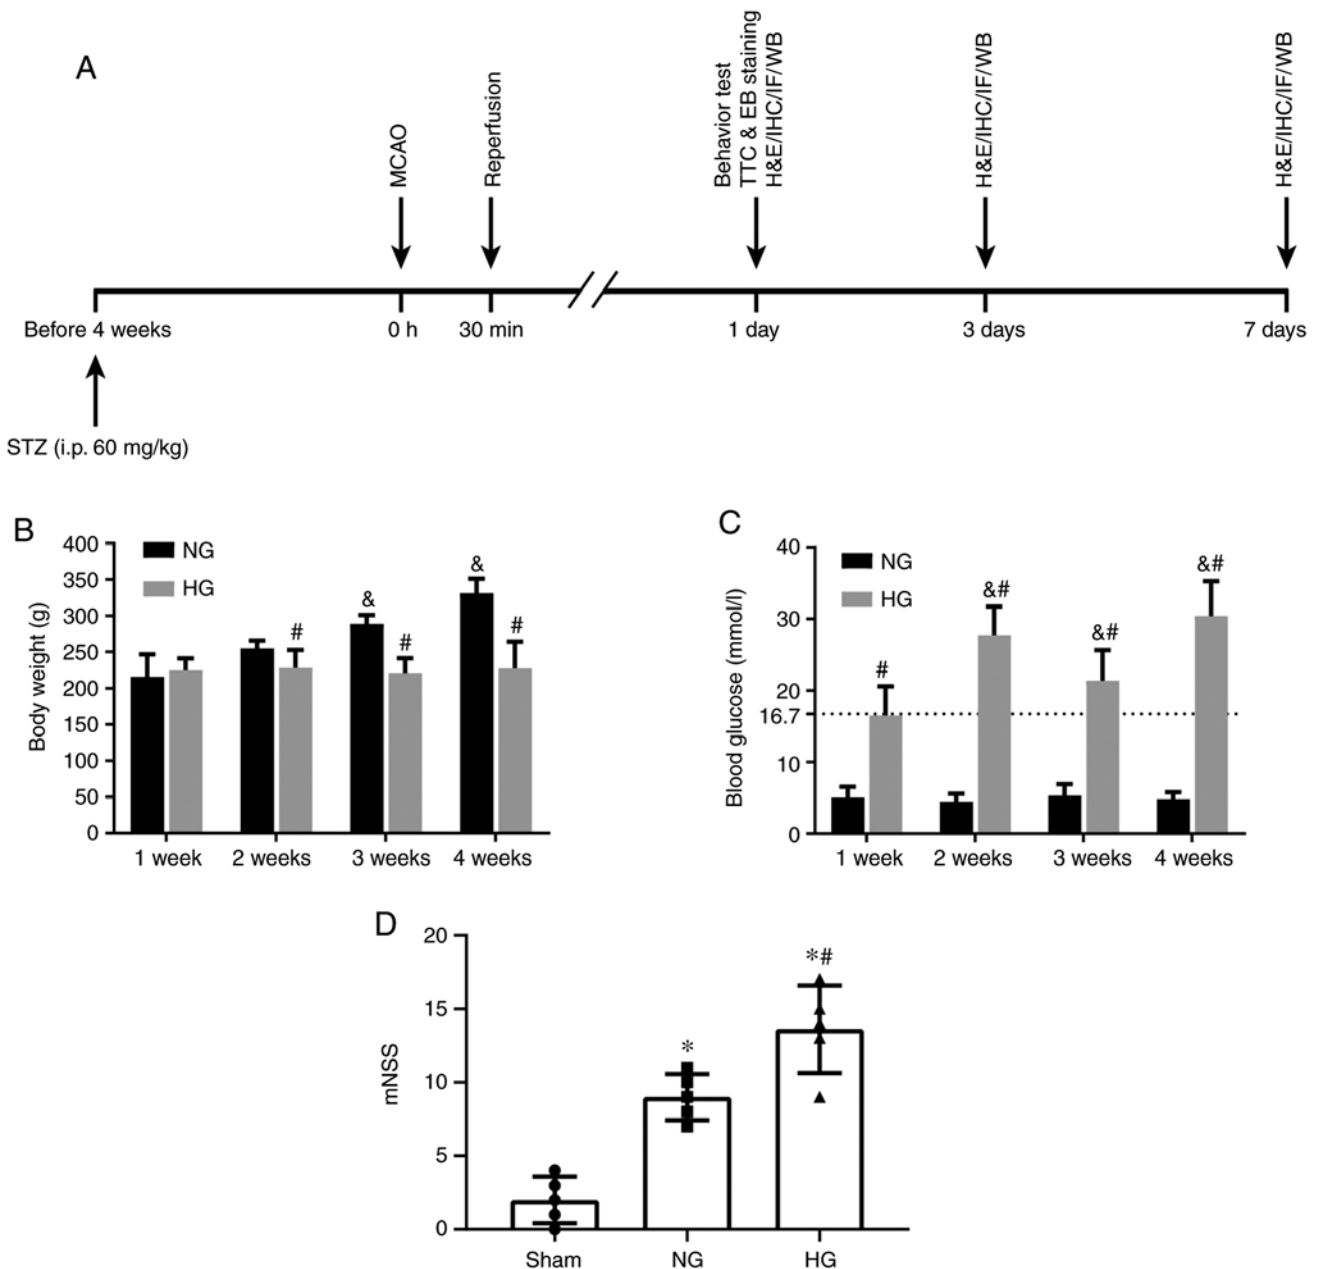 A
MCAO
Reperfusion
Behavior test
TTC & EB staining
H&E/IHC/IF/WB
H&E/IHC/IF/WB
H&E/IHC/IF/WB
Before 4 weeks
0 h
30 min
1 day
3 days
7 days
STZ (i.p. 60 mg/kg)
B
NG
HG
Body weight (g)
400
350
300
250
200
150
100
50
0
#
&
#
&
#
1 week
2 weeks
3 weeks
4 weeks
C
NG
HG
Blood glucose (mmol/l)
40
30
20
16.7
10
0
#
&#
&#
&#
1 week
2 weeks
3 weeks
4 weeks
D
mNSS
20
15
10
5
0
*
*#
Sham
NG
HG